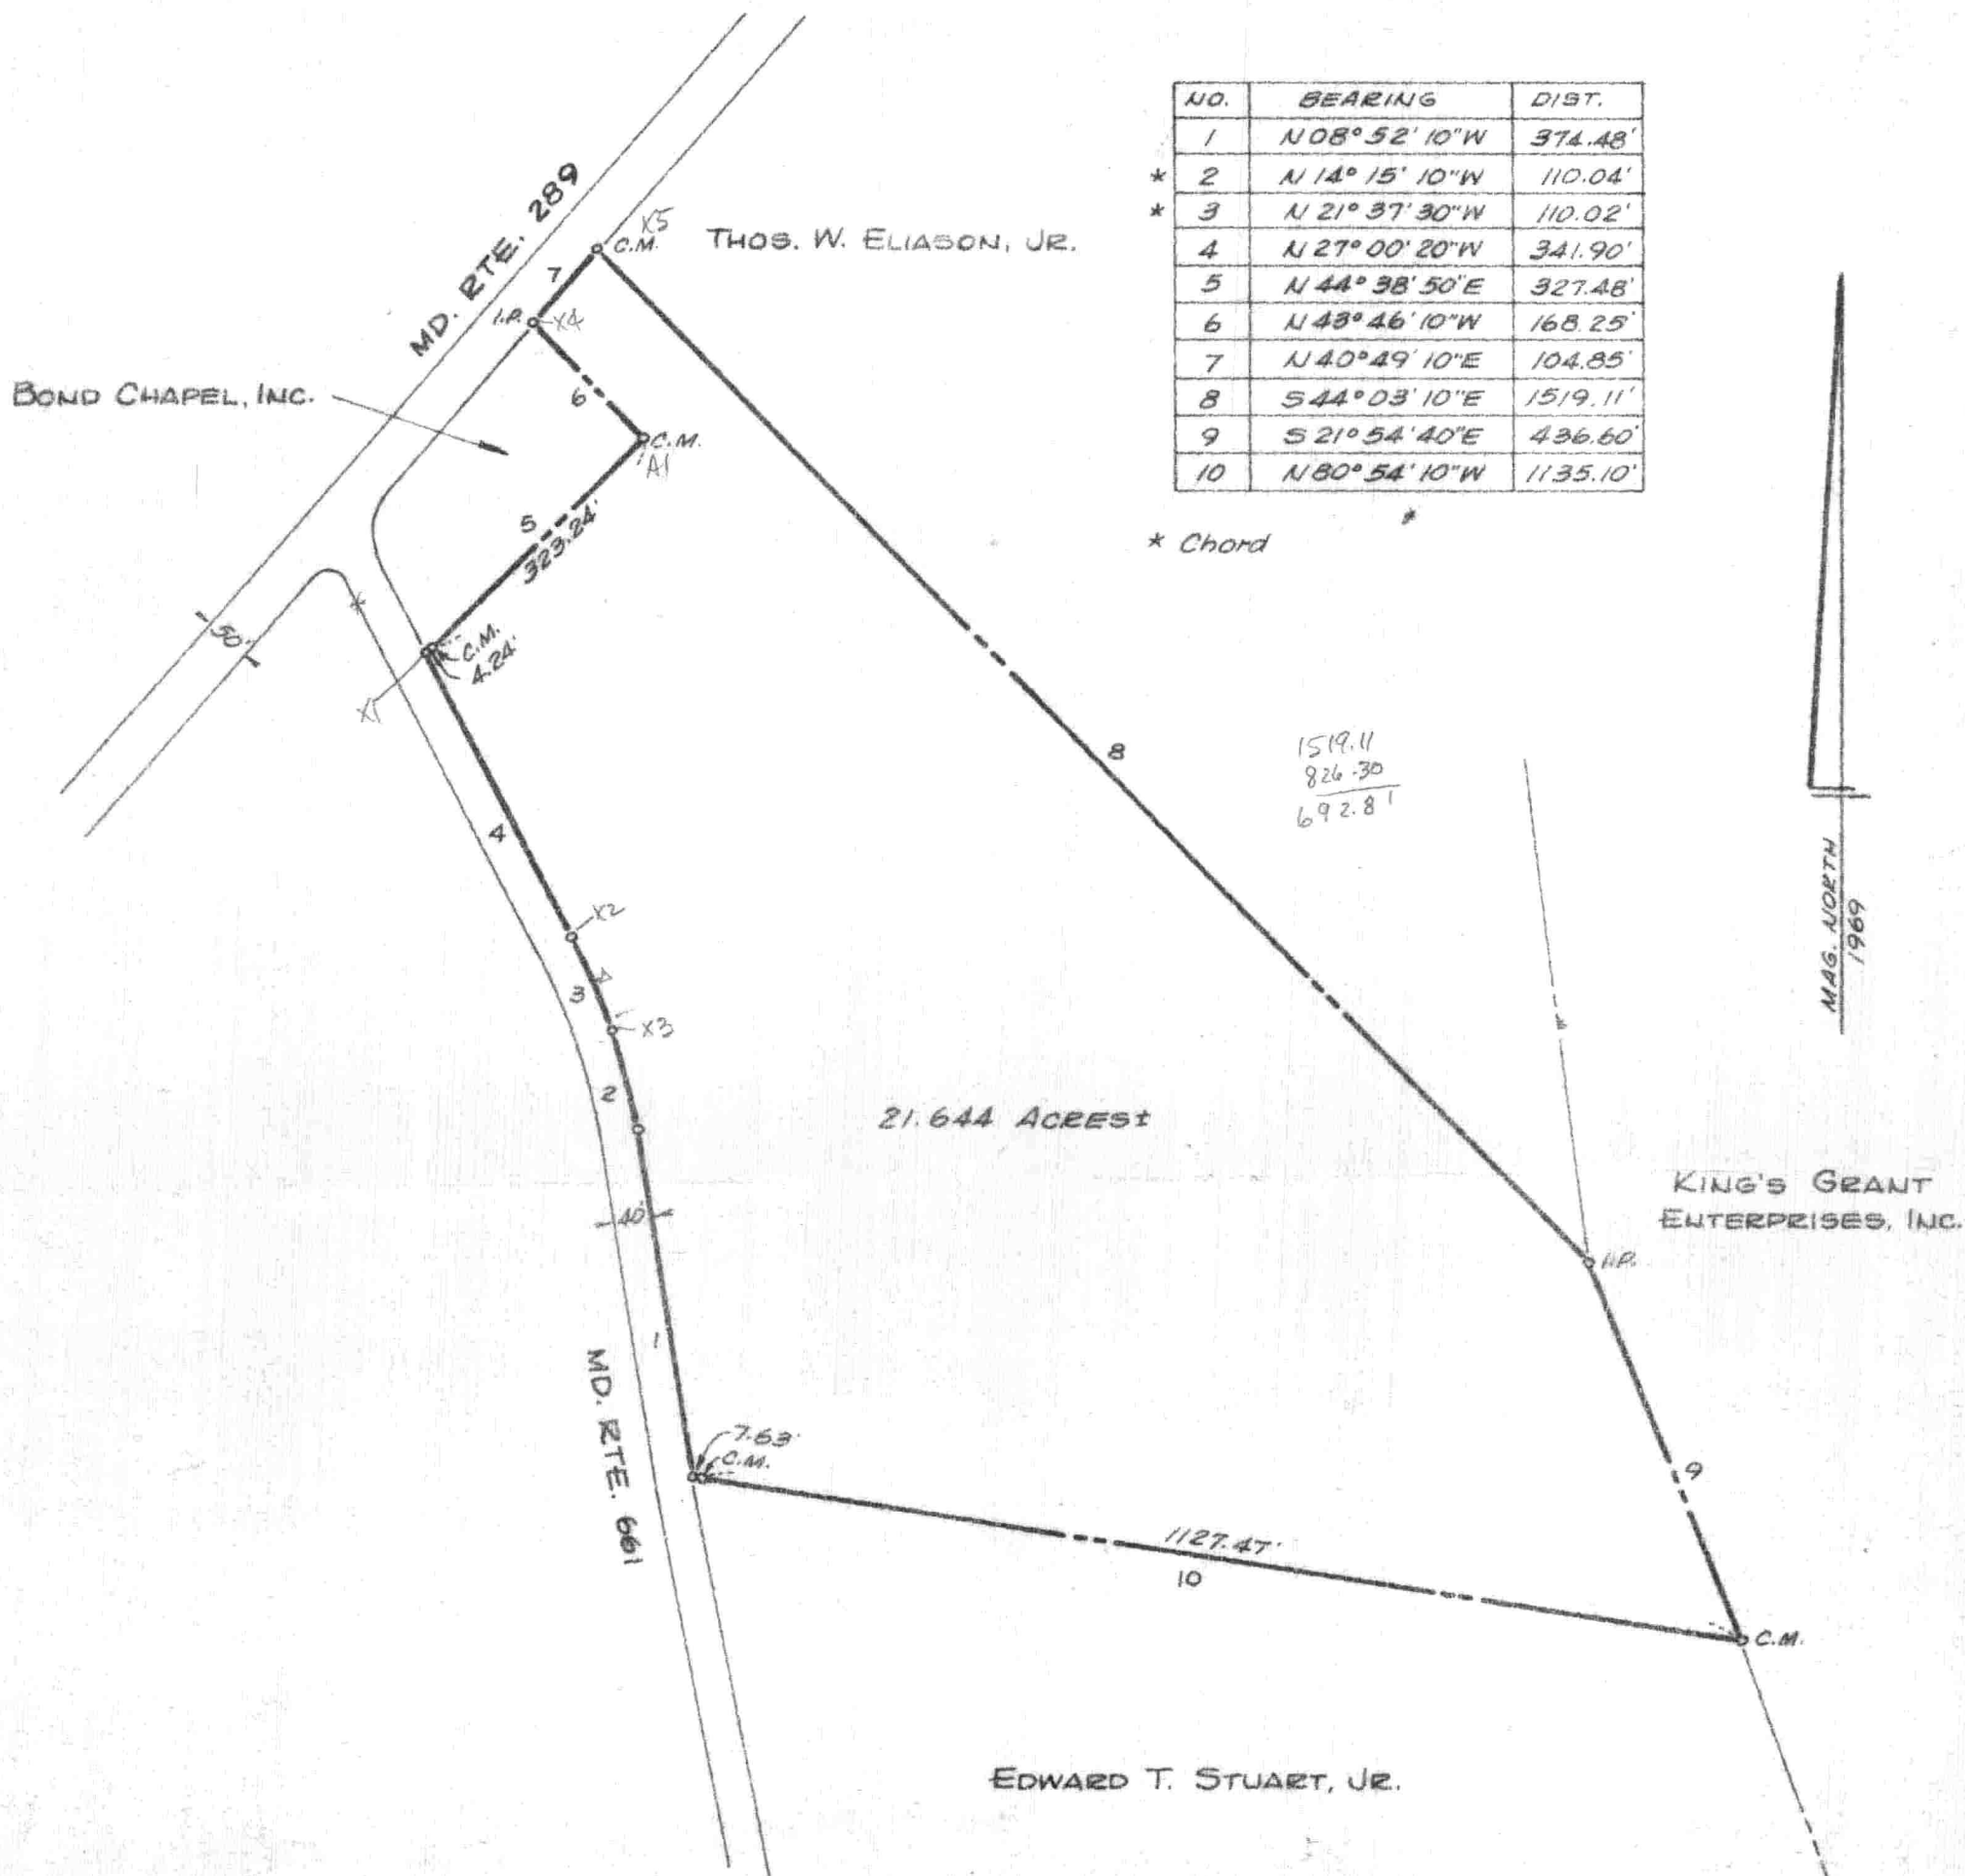 NO. BEARING DIST.
1 N 08° 52' 10" W 374.48'
* 2 N 14° 15' 10" W 110.04'
* 3 N 21° 37' 30" W 110.02'
4 N 27° 00' 20" W 341.90'
5 N 44° 38' 50" E 327.48'
6 N 43° 46' 10" W 168.25'
7 N 40° 49' 10" E 104.85'
8 S 44° 03' 10" E 1519.11'
9 S 21° 54' 40" E 436.60'
10 N 80° 54' 10" W 1135.10'
* Chord
MD. RTE. 289
X5
C.M.
THOS. W. ELIASON, JR.
7
I.P.
X4
BOND CHAPEL, INC.
6
C.M.
A1
5
323.24'
50'
C.M.
4.24'
X1
8
1519.11
826.30
692.81
4
MAG. NORTH
1969
X2
3
X3
2
21.644 ACRES±
40'
KING'S GRANT
ENTERPRISES, INC.
I.P.
1
MD. RTE. 661
7.63'
C.M.
9
1127.47'
10
C.M.
EDWARD T. STUART, JR.